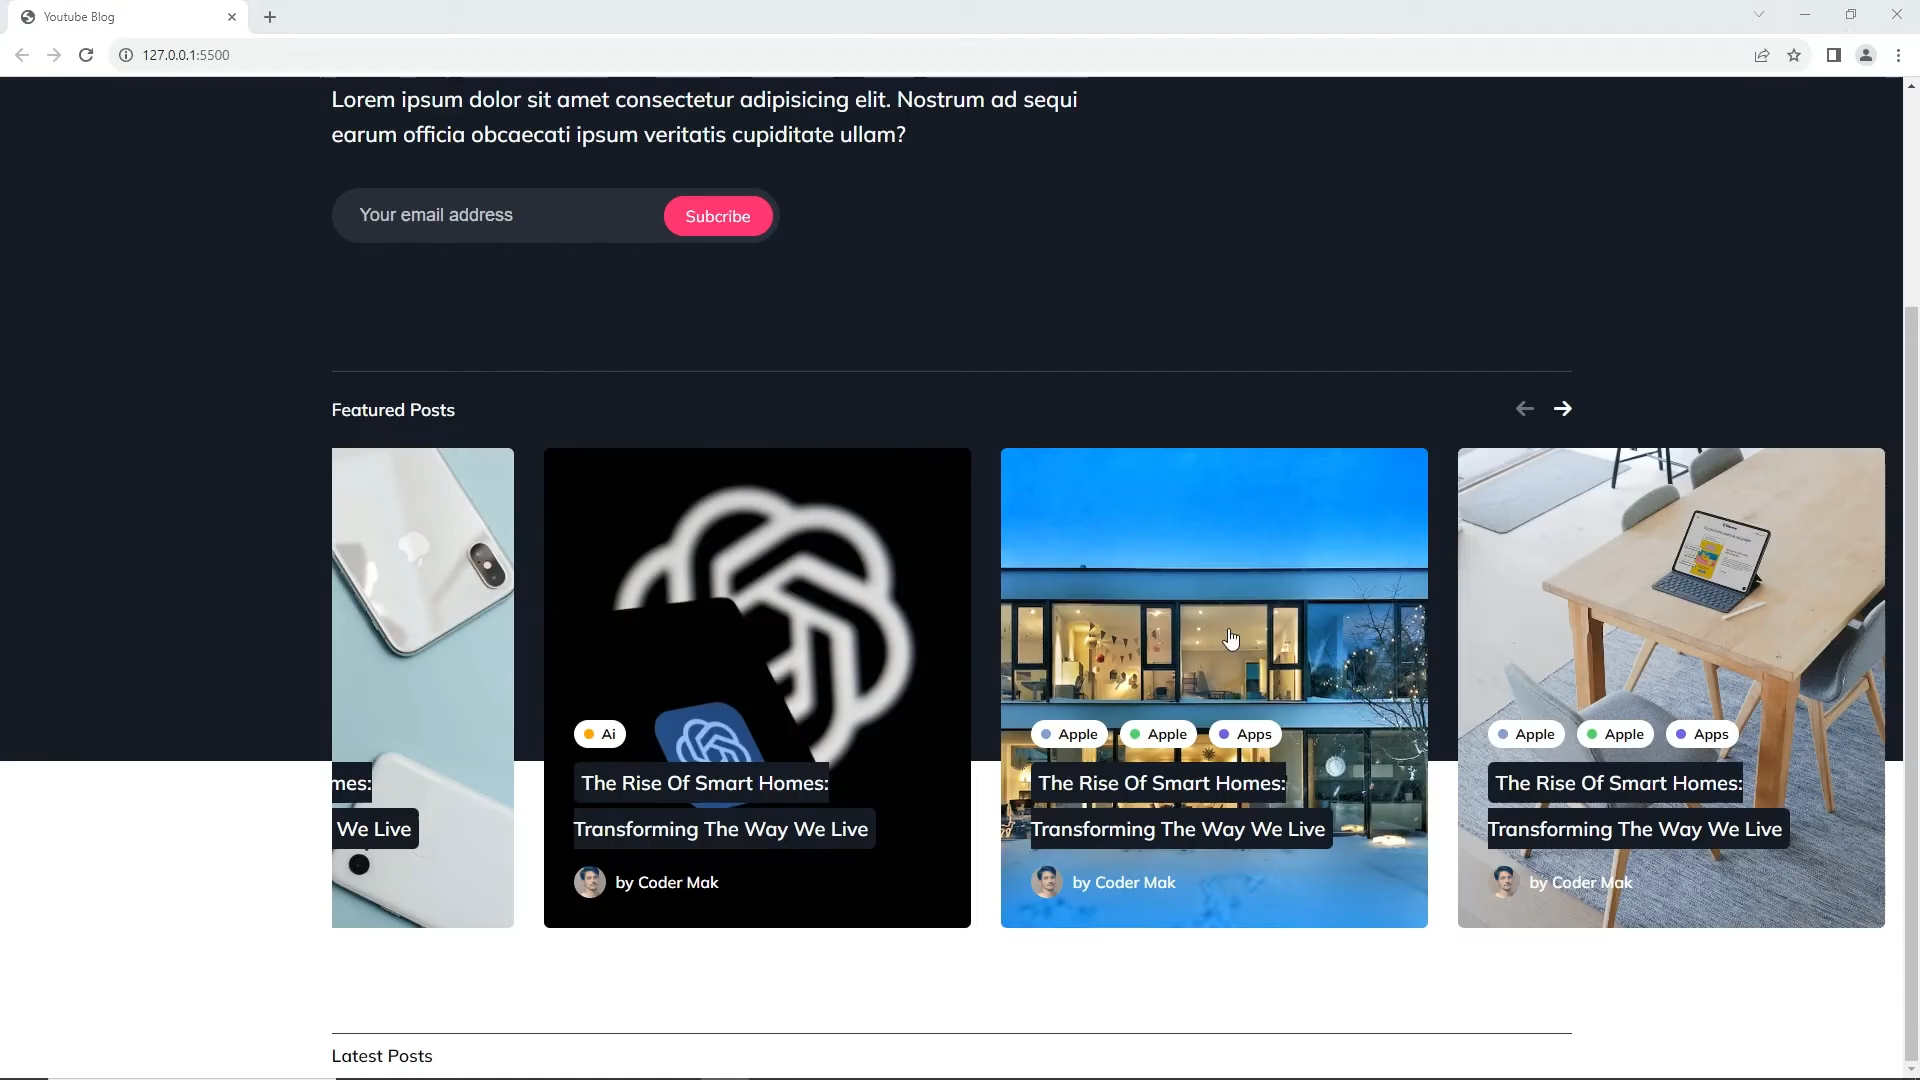 Youtube Blog
127.0.0.1:5500
Lorem ipsum dolor sit amet consectetur adipisicing elit. Nostrum ad sequi
earum officia obcaecati ipsum veritatis cupiditate ullam?
Your email address
Subcribe
Featured Posts
mes:
We Live
Ai
The Rise Of Smart Homes:
Transforming The Way We Live
by Coder Mak
Apple
Apple
Apps
The Rise Of Smart Homes:
Transforming The Way We Live
by Coder Mak
Apple
Apple
Apps
The Rise Of Smart Homes:
Transforming The Way We Live
by Coder Mak
Latest Posts